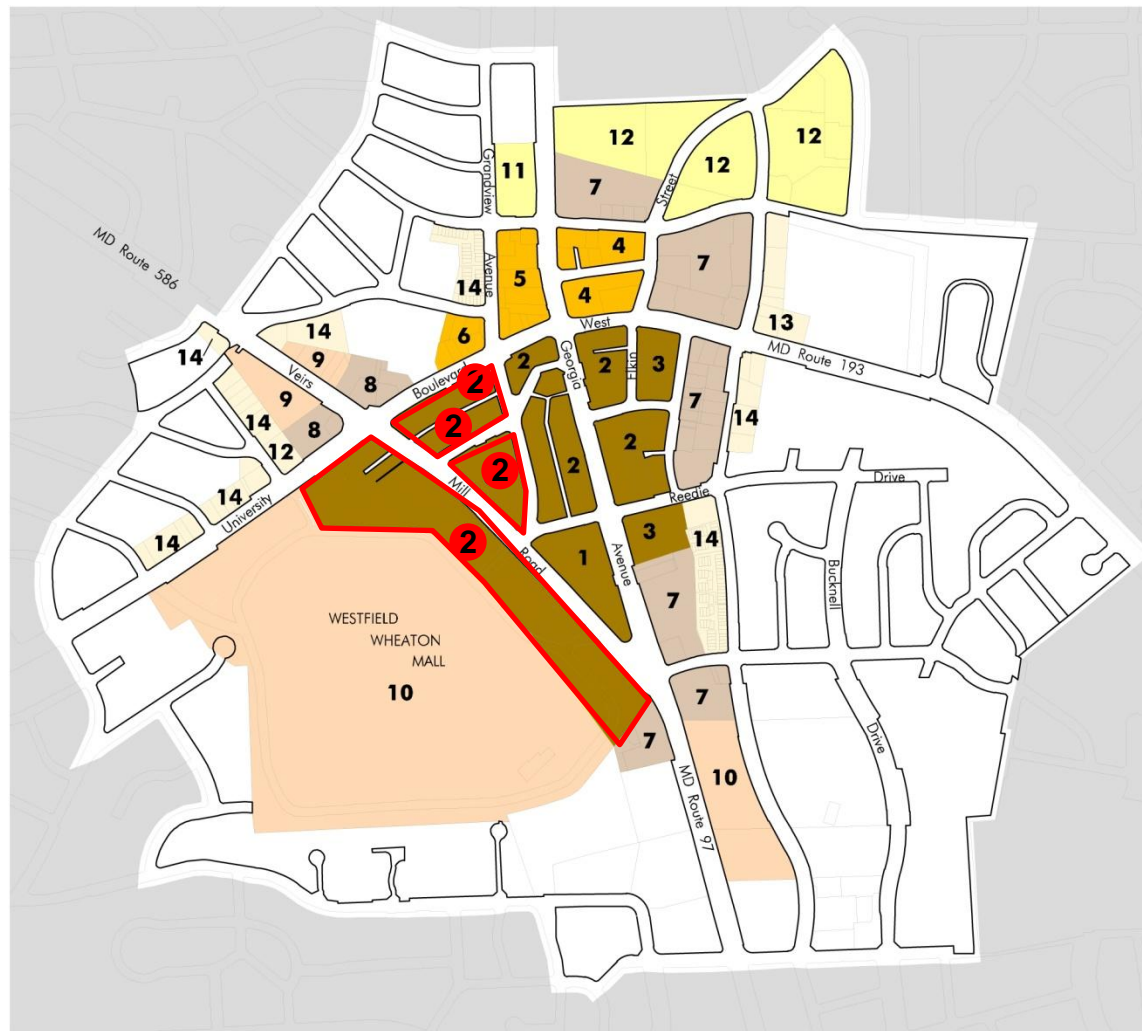 12
12
12
11
Grandview
Avenue
7
Street
MD Route 586
4
7
5
4
14
13
West
MD Route 193
14
9
6
14
Veirs
8
Boulevard
2
Georgia
2
Elkin
3
7
14
9
2
14
8
2
12
2
2
2
14
University
Mill
Reedie
Drive
14
2
Road
1
Avenue
3
14
Bucknell
7
WESTFIELD
WHEATON
MALL
10
7
7
Drive
10
MD Route 97